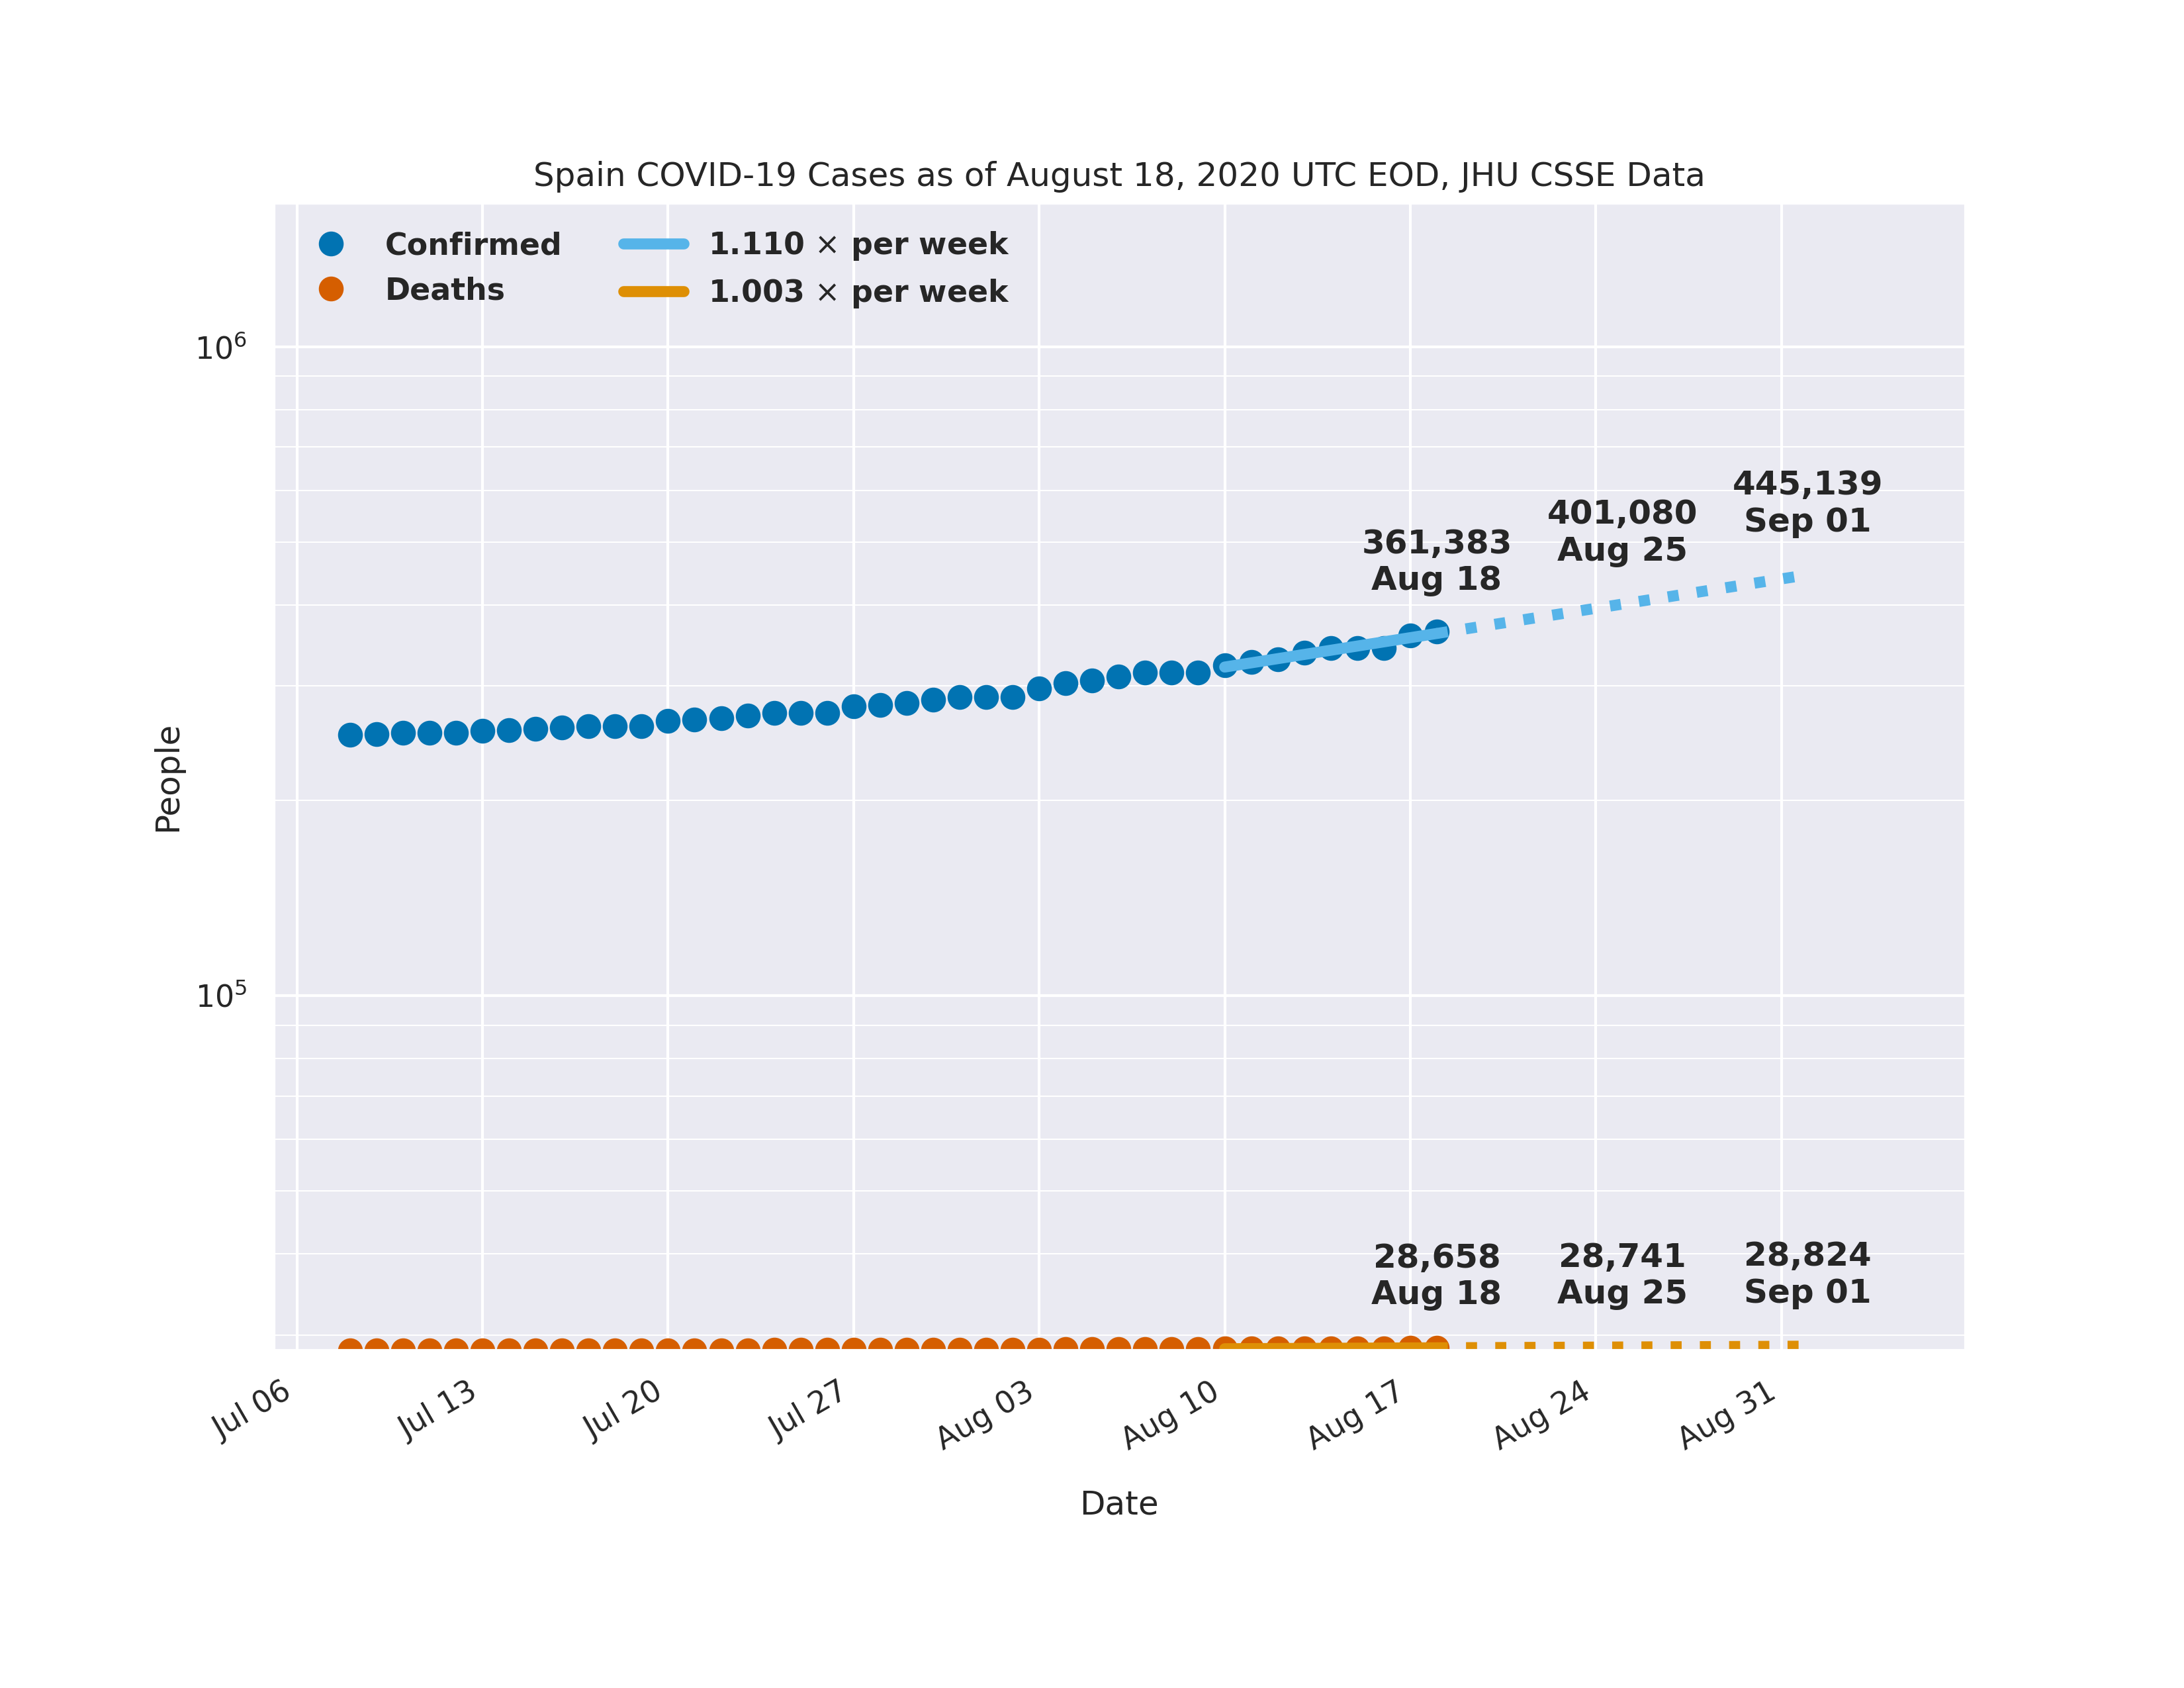 Spain COVID-19 Cases as of August 18, 2020 UTC EOD, JHU CSSE Data
Confirmed
Deaths
1.110 × per week
1.003 × per week
10⁶
10⁵
People
361,383
Aug 18
401,080
Aug 25
445,139
Sep 01
28,658
Aug 18
28,741
Aug 25
28,824
Sep 01
Jul 06
Jul 13
Jul 20
Jul 27
Aug 03
Aug 10
Aug 17
Aug 24
Aug 31
Date